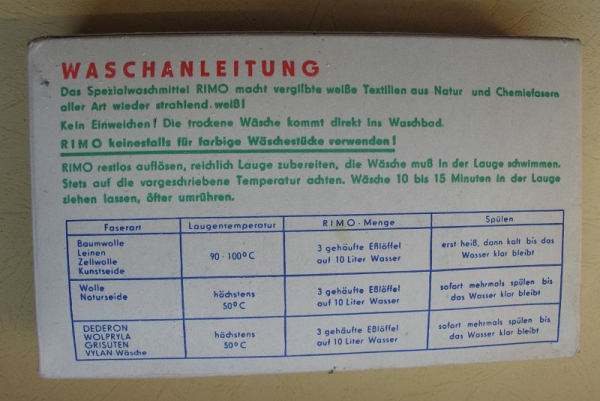 WASCHANLEITUNG
Das Spezialwaschmittel RIMO macht vergilbte weiße Textilien aus Natur und Chemiefasern
aller Art wieder strahlend weiß!
Kein Einweichen! Die trockene Wäsche kommt direkt ins Waschbad.
RIMO keinesfalls für farbige Wäschestücke verwenden!
RIMO restlos auflösen, reichlich Lauge zubereiten, die Wäsche muß in der Lauge schwimmen.
Stets auf die vorgeschriebene Temperatur achten. Wäsche 10 bis 15 Minuten in der Lauge
ziehen lassen, öfter umrühren.
Faserart Laugentemperatur RIMO-Menge Spülen
Baumwolle
Leinen
Zellwolle
Kunstseide
90-100°C
3 gehäufte Eßlöffel
auf 10 Liter Wasser
erst heiß, dann kalt bis das
Wasser klar bleibt
Wolle
Naturseide
höchstens
50°C
3 gehäufte Eßlöffel
auf 10 Liter Wasser
sofort mehrmals spülen bis
das Wasser klar bleibt
DEDERON
WOLPRYLA
GRISUTEN
VYLAN-Wäsche
höchstens
50°C
3 gehäufte Eßlöffel
auf 10 Liter Wasser
sofort mehrmals spülen bis
das Wasser klar bleibt